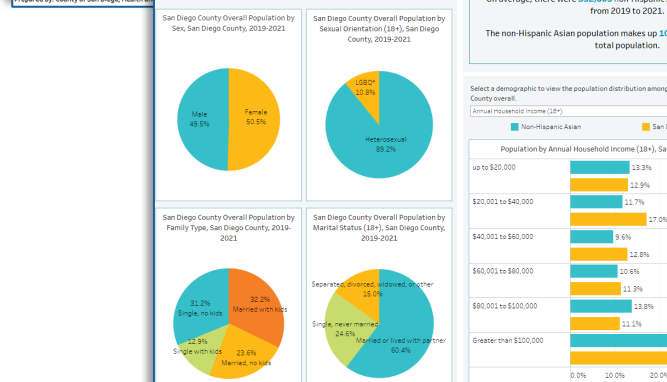 Prepared by: County of San Diego, Health an
San Diego County Overall Population by
Sex, San Diego County, 2019-2021
Male
49.5%
Female
50.5%
San Diego County Overall Population by
Sexual Orientation (18+), San Diego
County, 2019-2021
LGBQ*
10.8%
Heterosexual
89.2%
San Diego County Overall Population by
Family Type, San Diego County, 2019-
2021
31.2%
Single, no kids
32.2%
Married with kids
12.9%
Single with kids
23.6%
Married, no kids
San Diego County Overall Population by
Marital Status (18+), San Diego County,
2019-2021
Separated, divorced, widowed, or other
15.0%
Single, never married
24.6%
Married or lived with partner
60.4%
from 2019 to 2021.
The non-Hispanic Asian population makes up 10
total population.
Select a demographic to view the population distribution among
County overall.
Annual Household Income (18+)
Non-Hispanic Asian
San
Population by Annual Household Income (18+), Sa
up to $20,000
13.3%
12.9%
$20,001 to $40,000
11.7%
17.0%
$40,001 to $60,000
9.6%
12.8%
$60,001 to $80,000
10.6%
11.3%
$80,001 to $100,000
13.8%
11.1%
Greater than $100,000
0.0% 10.0% 20.0%